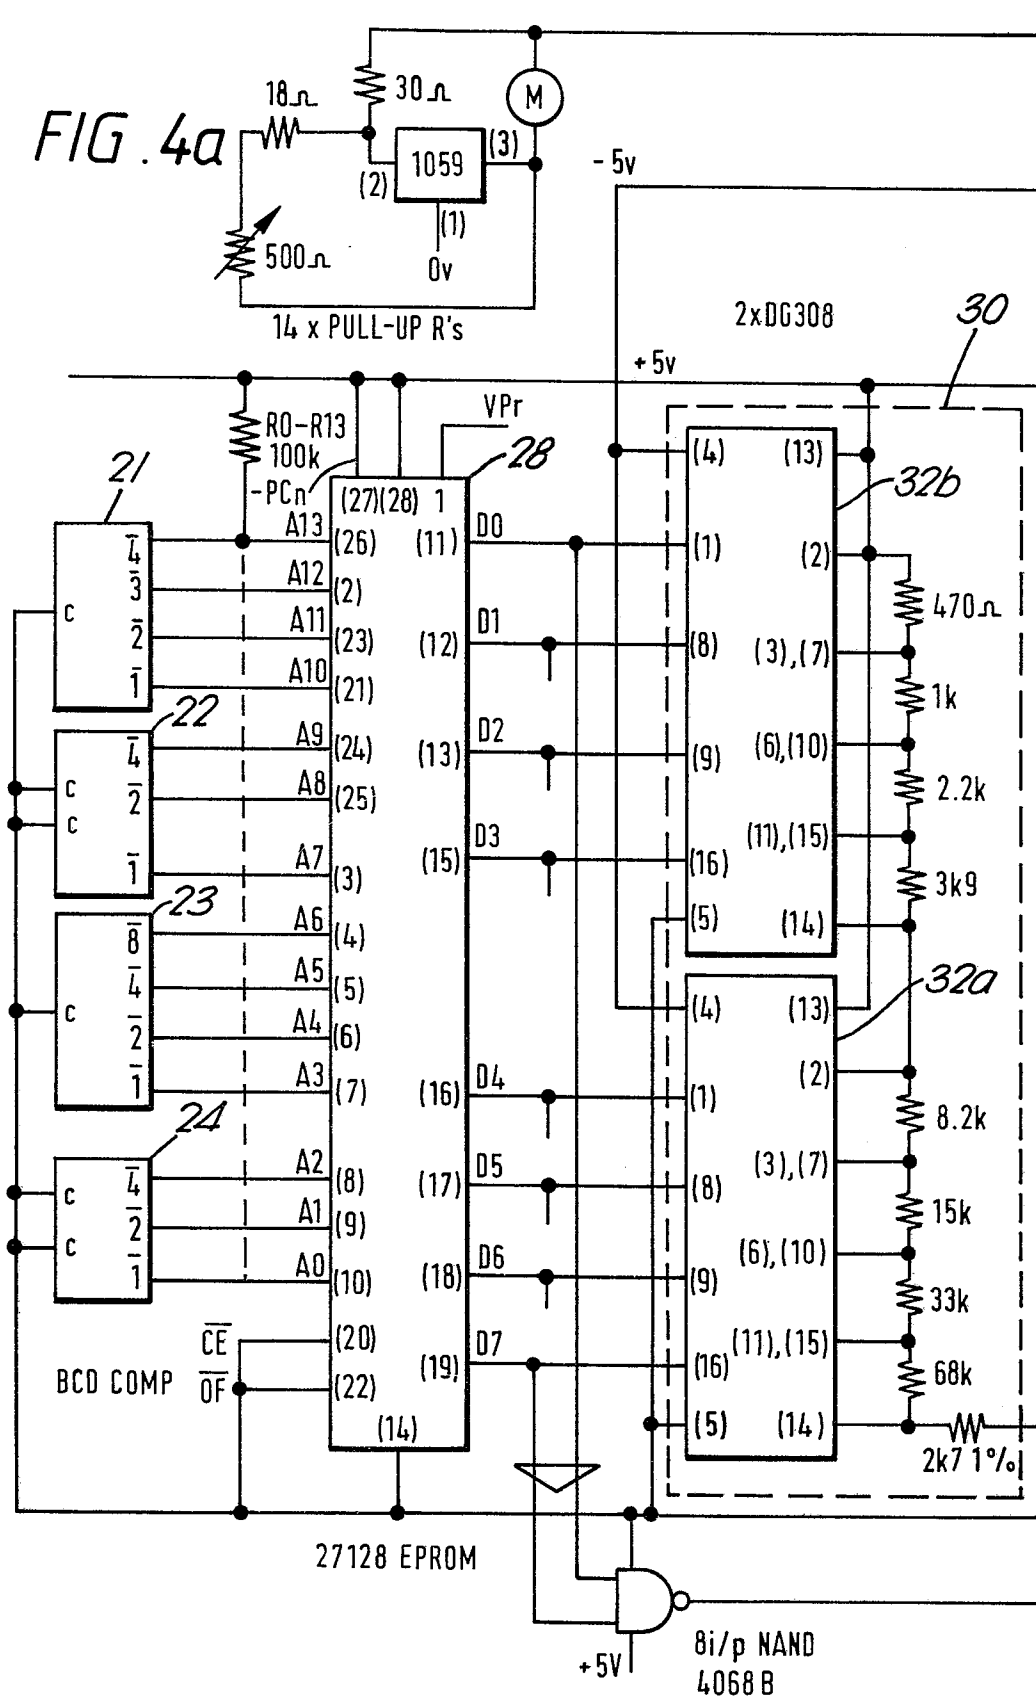 FIG. 4a
18Ω
30Ω
M
1059
(2)
(3)
(1)
0v
500Ω
14 x PULL-UP R's
- 5v
2xDG308
30
+5v
R0-R13
100k
-PCn
VPr
28
21
C
4̅
3̅
2̅
1̅
A13
A12
A11
A10
(27)(28) 1
(26)
(2)
(23)
(21)
22
C
C
4̅
2̅
1̅
A9
A8
A7
(24)
(25)
(3)
23
C
8̅
4̅
2̅
1̅
A6
A5
A4
A3
(4)
(5)
(6)
(7)
24
C
C
4̅
2̅
1̅
A2
A1
A0
(8)
(9)
(10)
C̅E̅
O̅F̅
(20)
(22)
(14)
BCD COMP
27128 EPROM
(11) D0
(12) D1
(13) D2
(15) D3
(16) D4
(17) D5
(18) D6
(19) D7
32b
(4) (13)
(1) (2)
(8) (3),(7)
(9) (6),(10)
(16) (11),(15)
(5) (14)
470Ω
1k
2.2k
3k9
32a
(4) (13)
(1) (2)
(8) (3),(7)
(9) (6),(10)
(16) (11),(15)
(5) (14)
8.2k
15k
33k
68k
2k7 1%
+5V
8i/p NAND
4068B